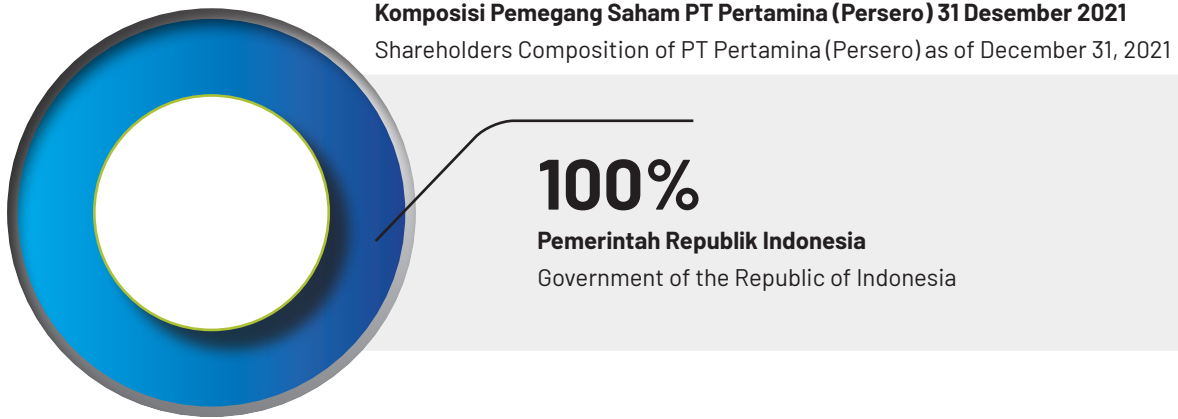 Komposisi Pemegang Saham PT Pertamina (Persero) 31 Desember 2021
Shareholders Composition of PT Pertamina (Persero) as of December 31, 2021
100%
Pemerintah Republik Indonesia
Government of the Republic of Indonesia